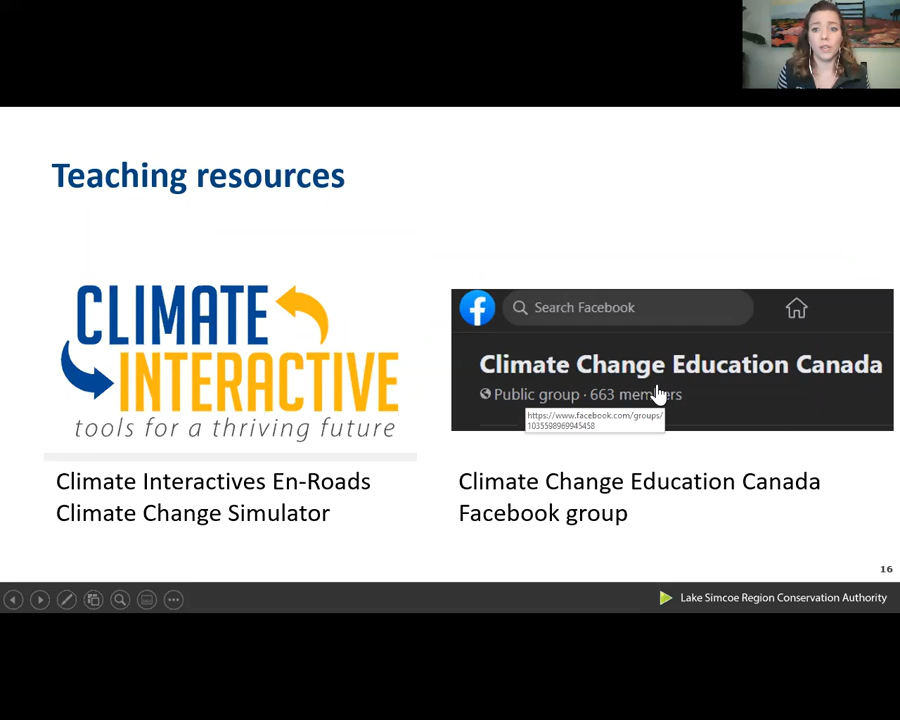 Teaching resources
CLIMATE
INTERACTIVE
tools for a thriving future
Climate Interactives En-Roads
Climate Change Simulator
Search Facebook
Climate Change Education Canada
Public group · 663 members
https://www.facebook.com/groups/
1035598969945458
Climate Change Education Canada
Facebook group
16
Lake Simcoe Region Conservation Authority